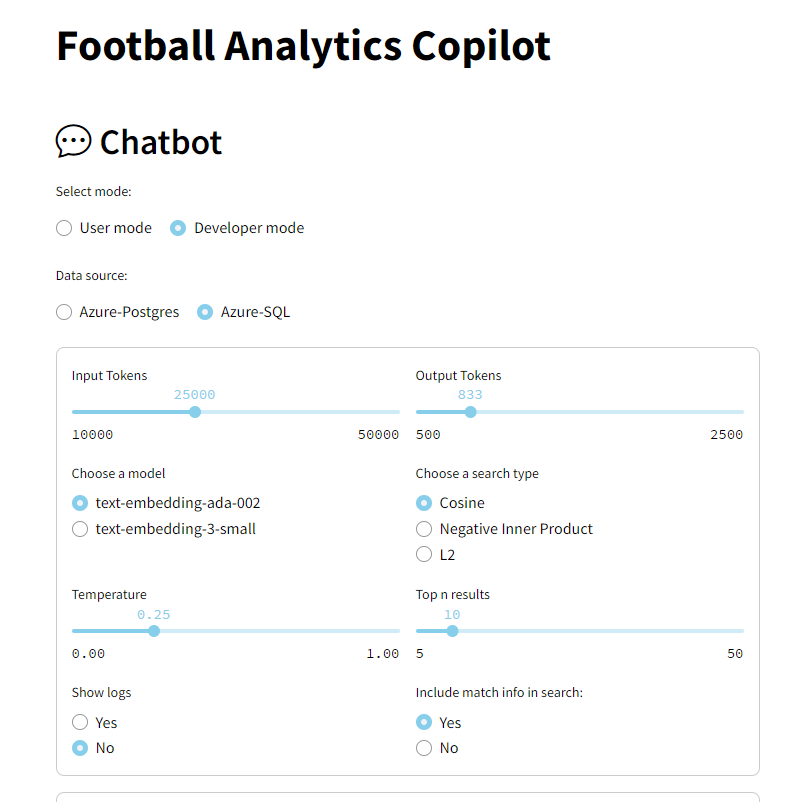 Football Analytics Copilot
💬 Chatbot
Select mode:
User mode Developer mode
Data source:
Azure-Postgres Azure-SQL
Input Tokens
25000
10000 50000
Output Tokens
833
500 2500
Choose a model
text-embedding-ada-002
text-embedding-3-small
Choose a search type
Cosine
Negative Inner Product
L2
Temperature
0.25
0.00 1.00
Top n results
10
5 50
Show logs
Yes
No
Include match info in search:
Yes
No